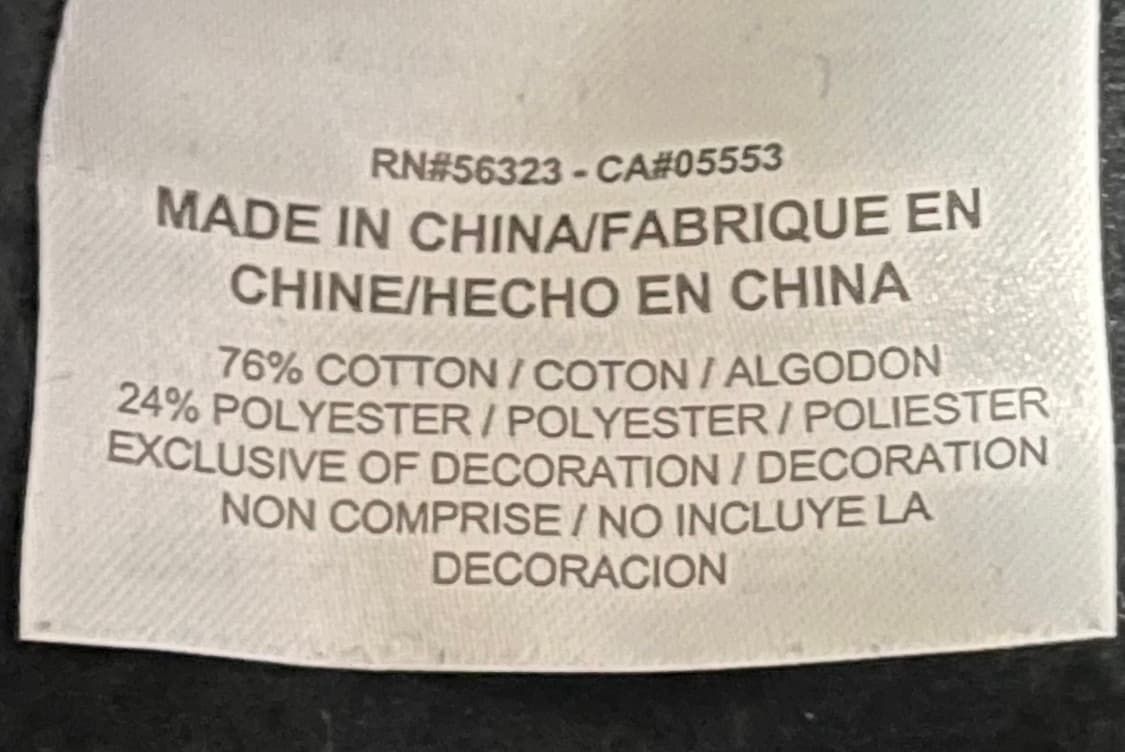 RN#56323 - CA#05553
MADE IN CHINA/FABRIQUE EN
CHINE/HECHO EN CHINA
76% COTTON / COTON / ALGODON
24% POLYESTER / POLYESTER / POLIESTER
EXCLUSIVE OF DECORATION / DECORATION
NON COMPRISE / NO INCLUYE LA
DECORACION